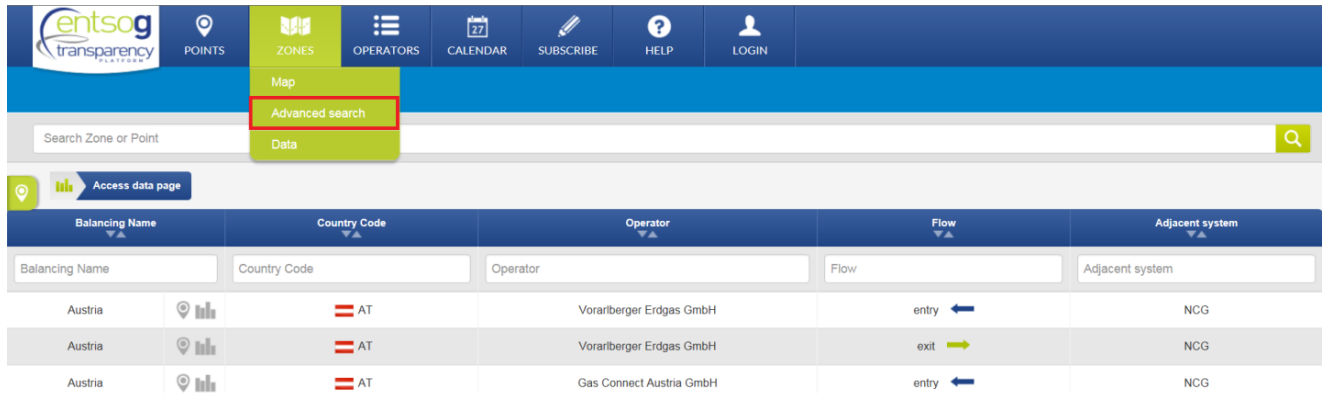 entsog
transparency
PLATFORM
POINTS
ZONES
OPERATORS
27
CALENDAR
SUBSCRIBE
?
HELP
LOGIN
Map
Advanced search
Data
Search Zone or Point
Access data page
Balancing Name Country Code Operator Flow Adjacent system
Balancing Name Country Code Operator Flow Adjacent system
Austria AT Vorarlberger Erdgas GmbH entry NCG
Austria AT Vorarlberger Erdgas GmbH exit NCG
Austria AT Gas Connect Austria GmbH entry NCG